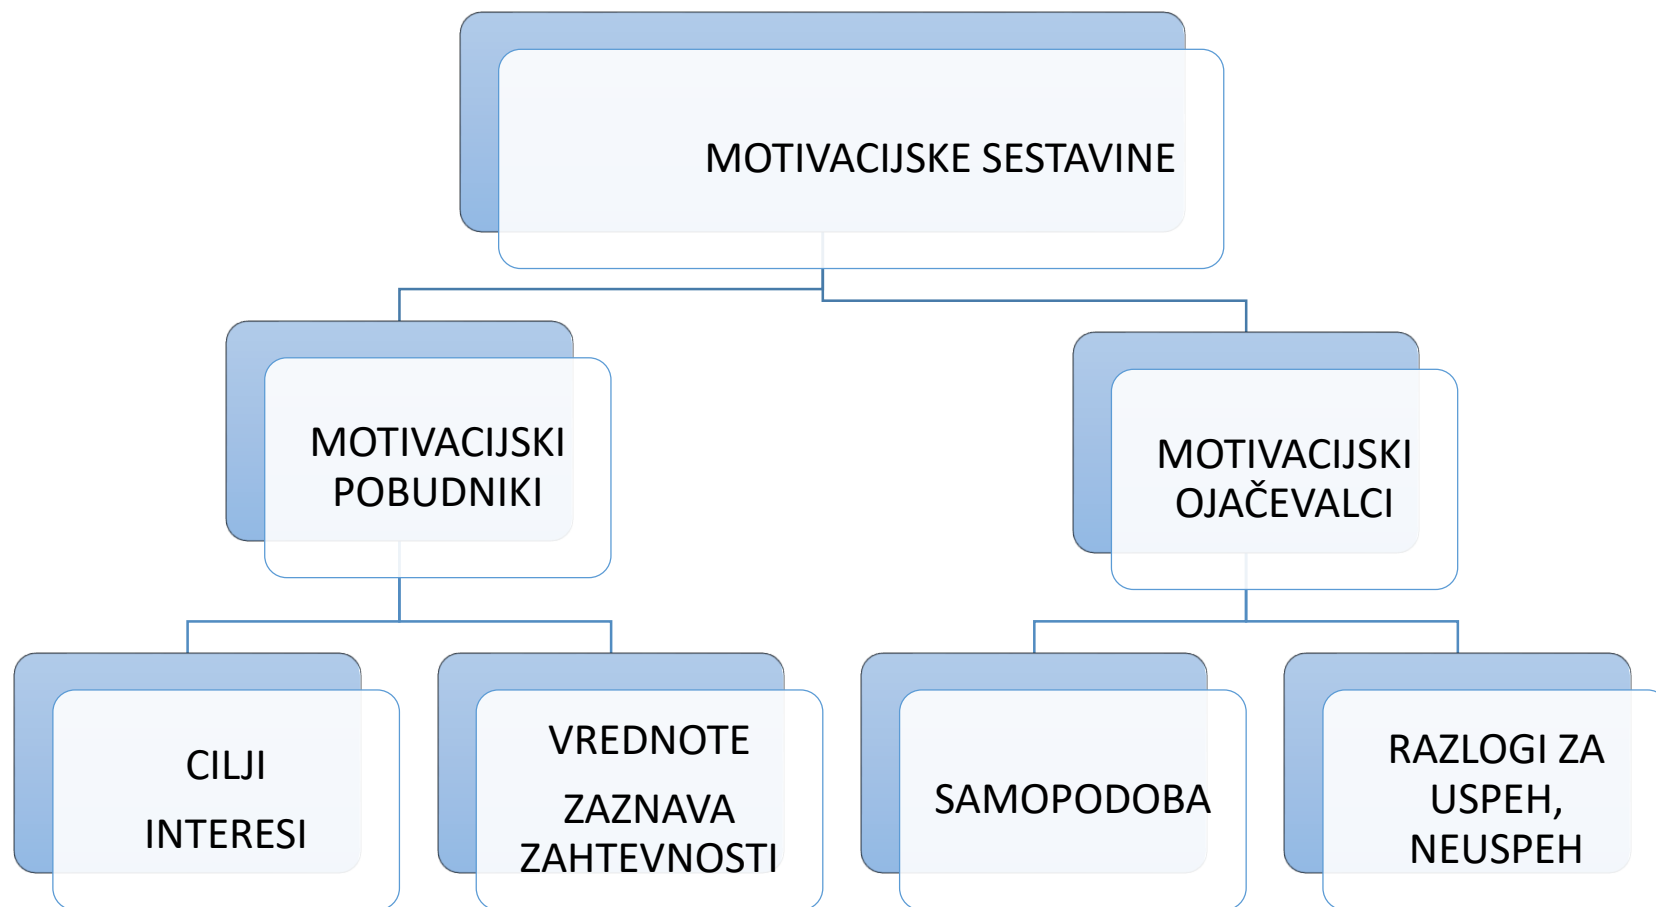 MOTIVACIJSKE SESTAVINE
MOTIVACIJSKI
POBUDNIKI
MOTIVACIJSKI
OJAČEVALCI
CILJI
INTERESI
VREDNOTE
ZAZNAVA
ZAHTEVNOSTI
SAMOPODOBA
RAZLOGI ZA
USPEH,
NEUSPEH